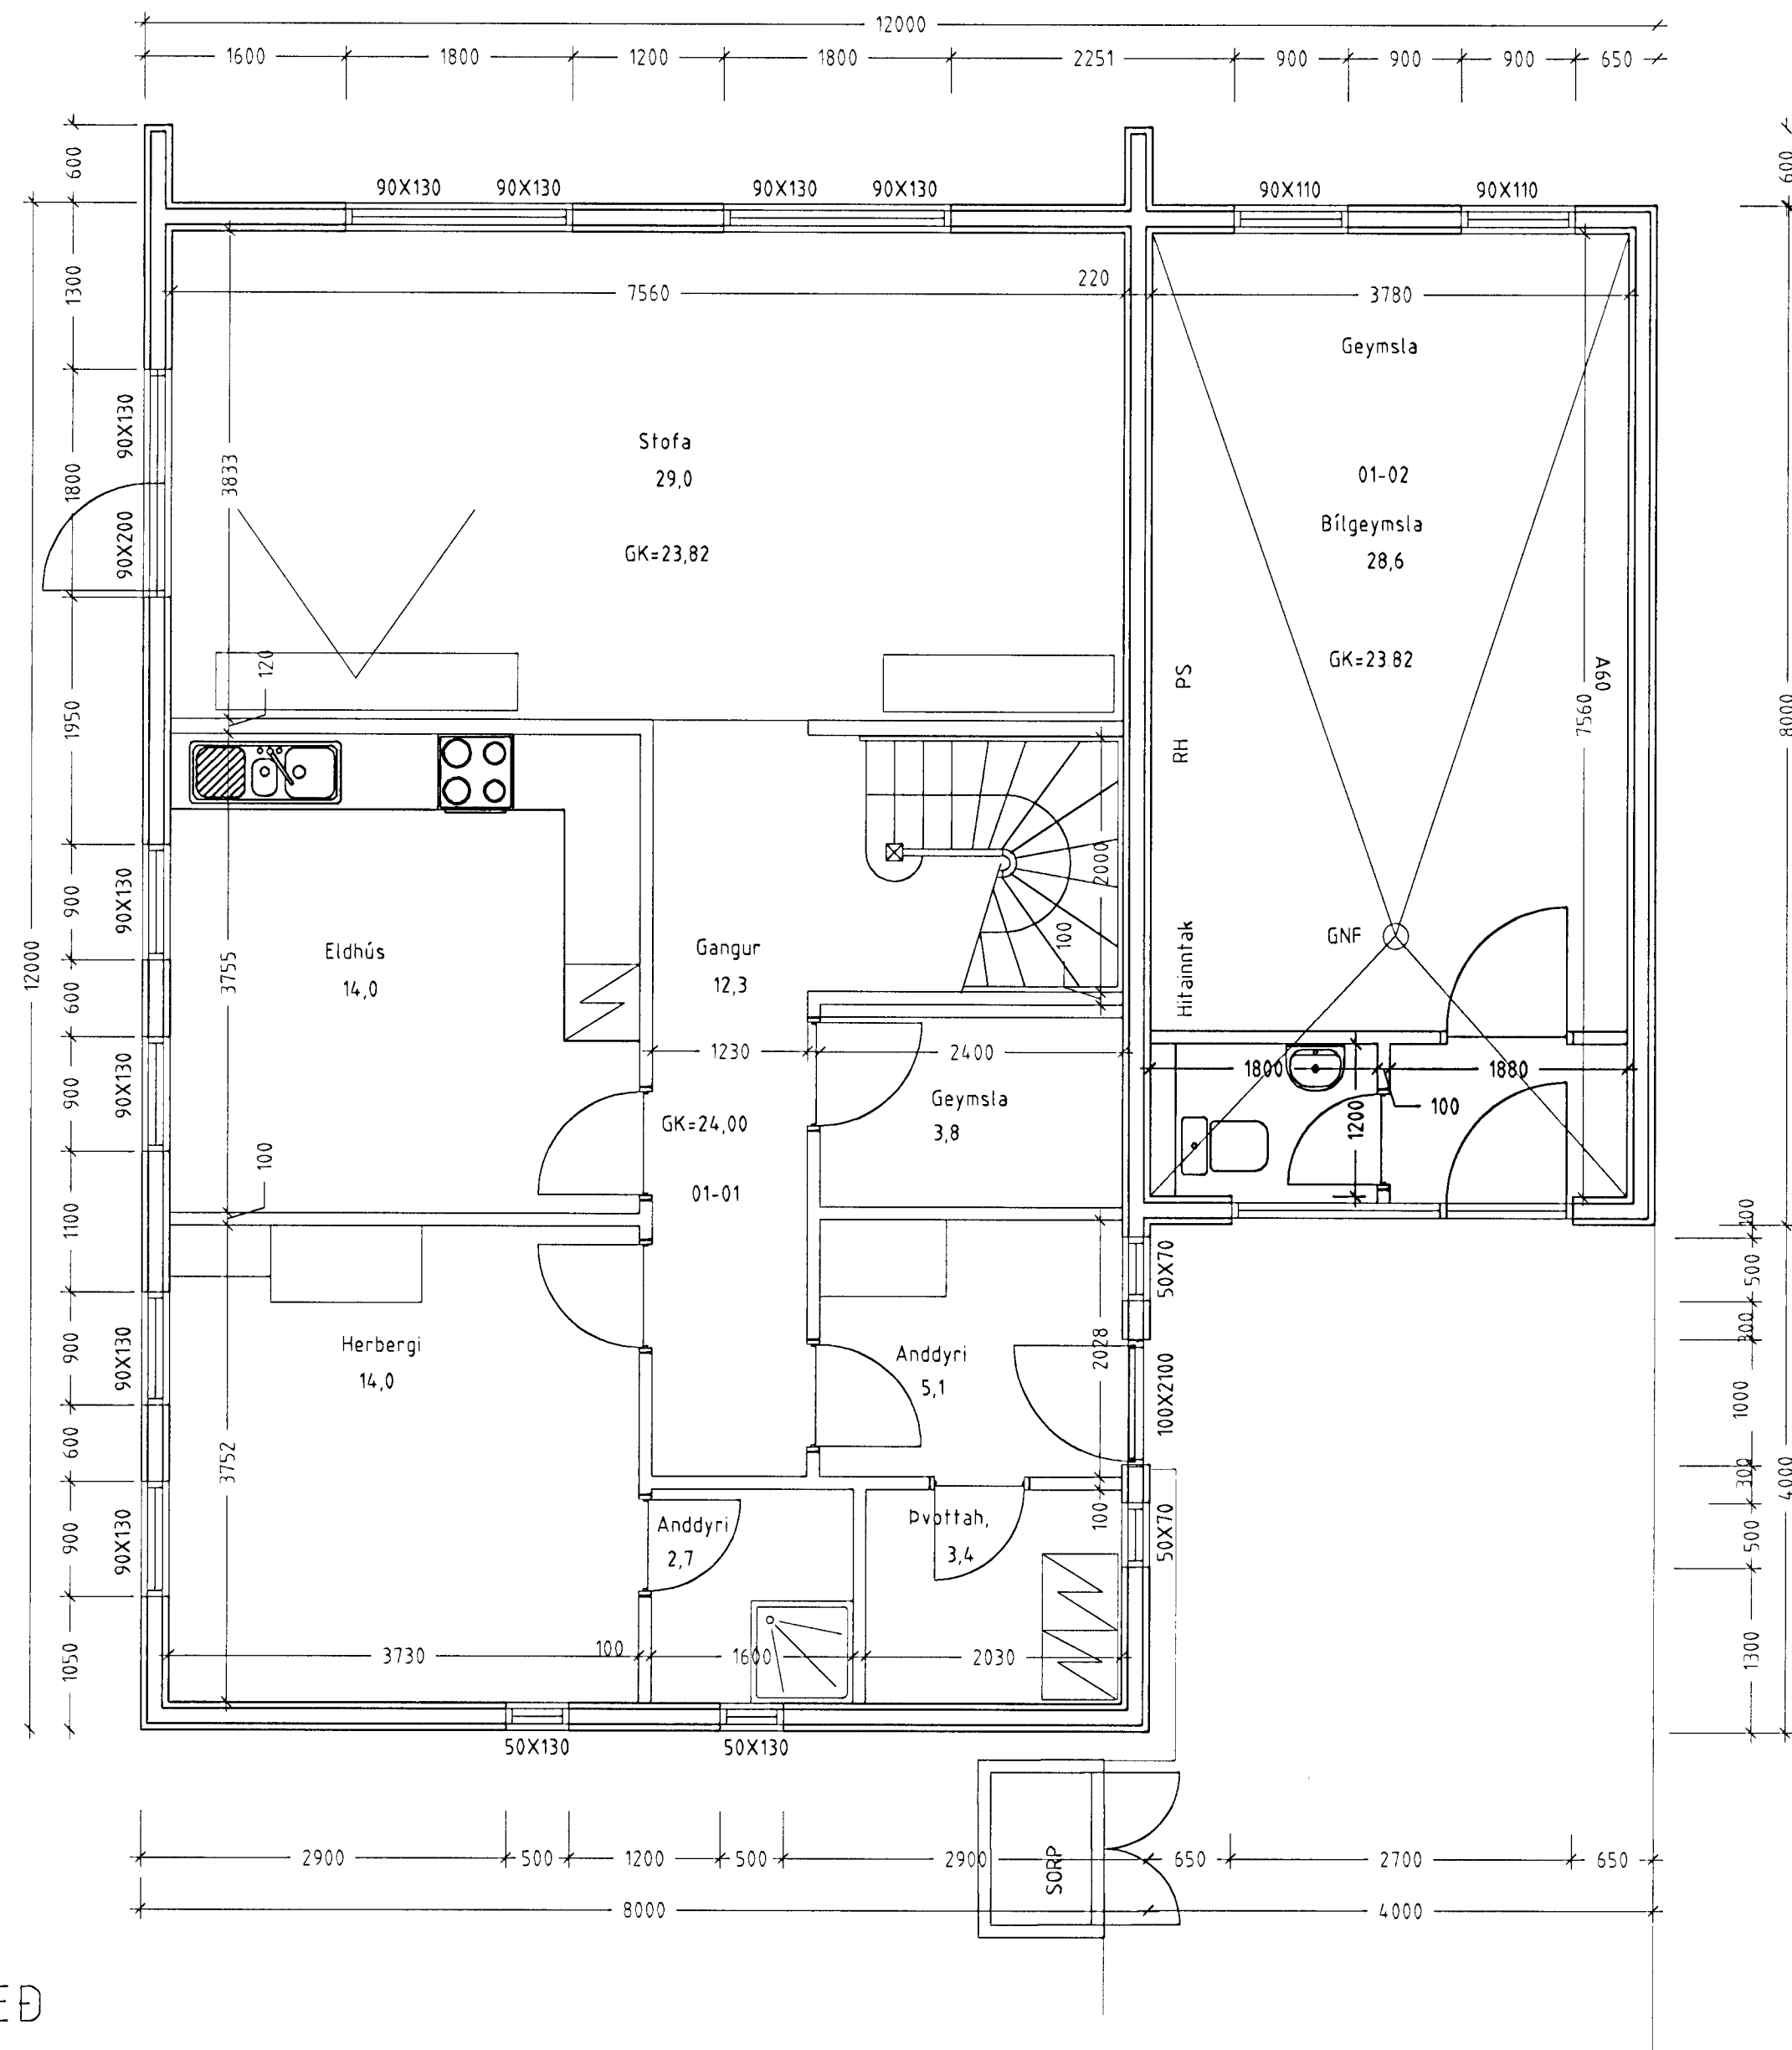 12000
1600 1800 1200 1800 2251 900 900 900 650
600
600
90X130 90X130 90X130 90X130 90X110 90X110
1300
7560 220 3780
Geymsla
90X130
Stofa
29,0
3833
1800
01-02
Bílgeymsla
28,6
90X200
GK=23,82
GK=23.82
120
PS
A60
1950
7560
8000
RH
2000
900
90X130
100
Eldhús
14,0
Gangur
12,3
GNF
Hitainntak
3755
12000
600
1230 2400
1800 1880
90X130
900
Geymsla
3,8
100
1200
GK=24,00
100
01-01
1100
100
500
50X70
300
Herbergi
14,0
Anddyri
5,1
2028
90X130
900
100X2100
1000
600
3752
300
4000
Anddyri
2,7
Þvottah,
3,4
100
50X70
90X130
900
500
1050
3730 100 1600 2030
1300
50X130 50X130
2900 500 1200 500 2900 650 2700 650
SORP
8000 4000
EÐ